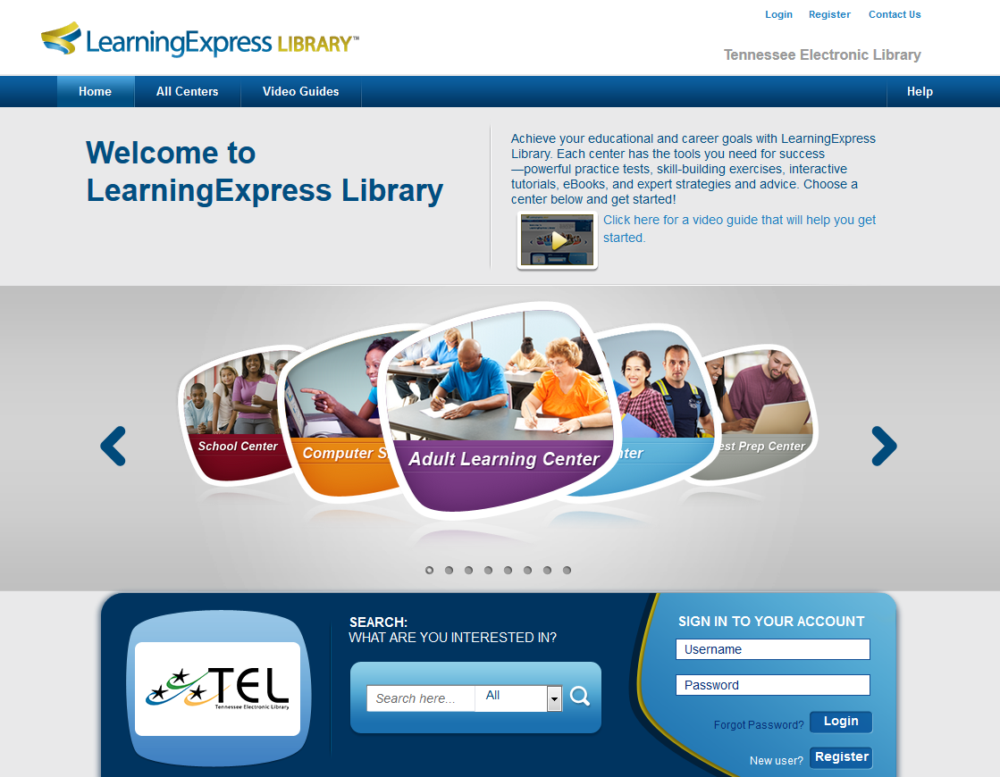 Login Register Contact Us
LearningExpress LIBRARY™
Tennessee Electronic Library
Home All Centers Video Guides Help
Welcome to
LearningExpress Library
Achieve your educational and career goals with LearningExpress
Library. Each center has the tools you need for success
—powerful practice tests, skill-building exercises, interactive
tutorials, eBooks, and expert strategies and advice. Choose a
center below and get started!
Click here for a video guide that will help you get
started.
School Center
Computer S
Adult Learning Center
nter
est Prep Center
TEL
Tennessee Electronic Library
SEARCH:
WHAT ARE YOU INTERESTED IN?
Search here... All
SIGN IN TO YOUR ACCOUNT
Username
Password
Forgot Password? Login
New user? Register